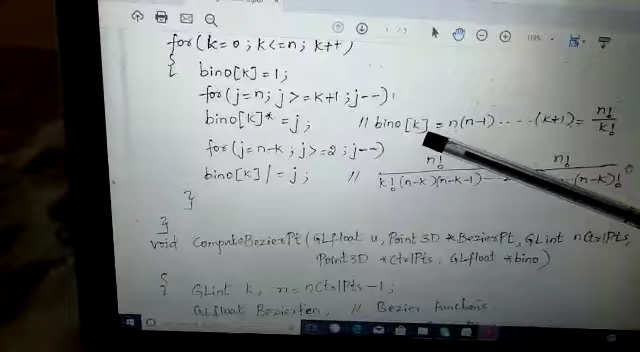 for(k=0; k<=n; k++)
{ bino[k]=1;
for(j=n; j>=k+1; j--)
bino[k]*=j; // bino[k] = n(n-1) ..... (k+1) = n!/k!
for(j=n-k; j>=2; j--) n! n!
bino[k]/=j; // k!(n-k)(n-k-1) (n-k)!
}
}
void ComputeBezierPt(GLfloat u, Point3D *BezierPt, GLint nCtrlPts,
Point3D *CtrlPts, GLfloat *bino)
{ GLint k, n=nCtrlPts-1;
GLfloat Bezierfcn, // Bezier functions